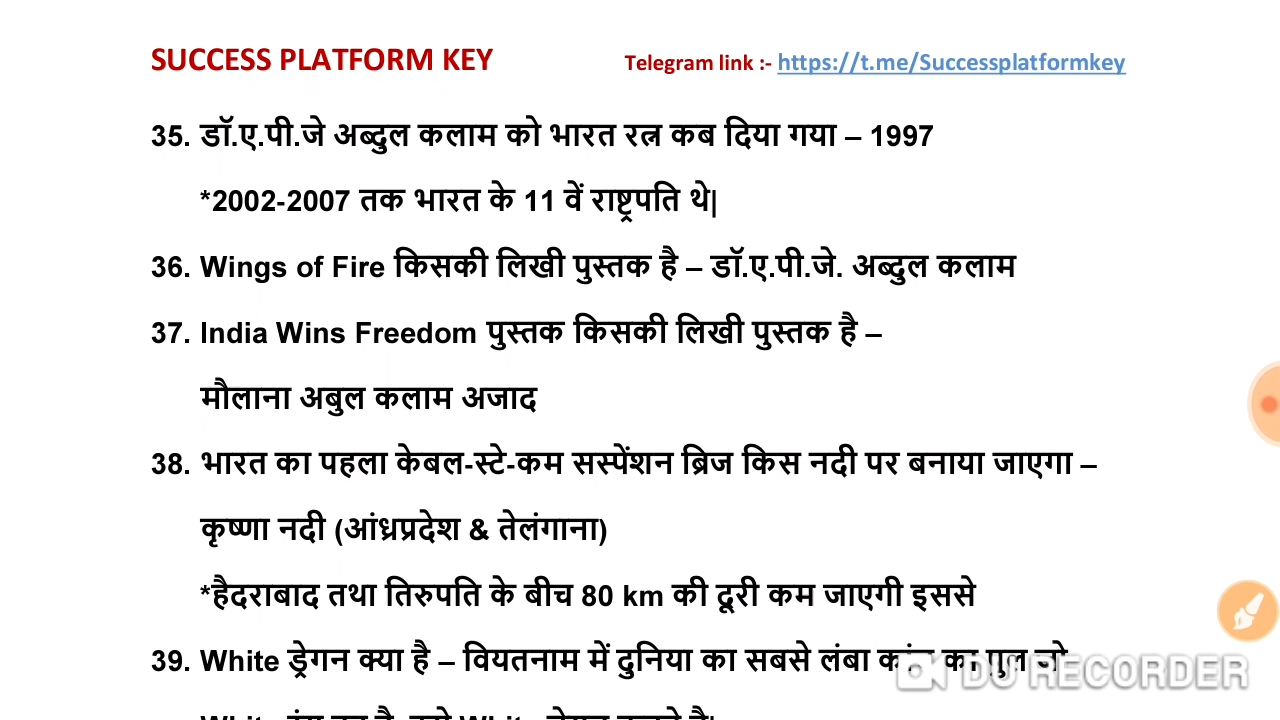 SUCCESS PLATFORM KEY Telegram link :- https://t.me/Successplatformkey
35. डॉ.ए.पी.जे अब्दुल कलाम को भारत रत्न कब दिया गया – 1997
*2002-2007 तक भारत के 11 वें राष्ट्रपति थे|
36. Wings of Fire किसकी लिखी पुस्तक है – डॉ.ए.पी.जे. अब्दुल कलाम
37. India Wins Freedom पुस्तक किसकी लिखी पुस्तक है –
मौलाना अबुल कलाम अजाद
38. भारत का पहला केबल-स्टे-कम सस्पेंशन ब्रिज किस नदी पर बनाया जाएगा –
कृष्णा नदी (आंध्रप्रदेश & तेलंगाना)
*हैदराबाद तथा तिरुपति के बीच 80 km की दूरी कम जाएगी इससे
39. White ड्रेगन क्या है – वियतनाम में दुनिया का सबसे लंबा का पुल
DU RECORDER